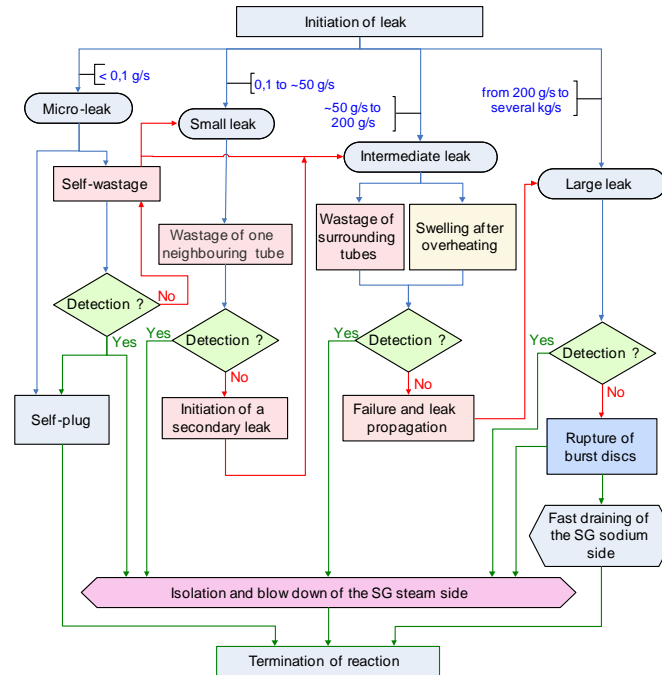 Initiation of leak
< 0,1 g/s
0,1 to ~50 g/s
~50 g/s to
200 g/s
from 200 g/s to
several kg/s
Micro-leak
Small leak
Intermediate leak
Large leak
Self-wastage
Wastage of one
neighbouring tube
Wastage of
surrounding
tubes
Swelling after
overheating
Detection ?
No
Yes
Detection ?
Yes
No
Detection ?
Yes
No
Detection ?
Yes
No
Self-plug
Initiation of a
secondary leak
Failure and leak
propagation
Rupture of
burst discs
Fast draining of
the SG sodium
side
Isolation and blow down of the SG steam side
Termination of reaction